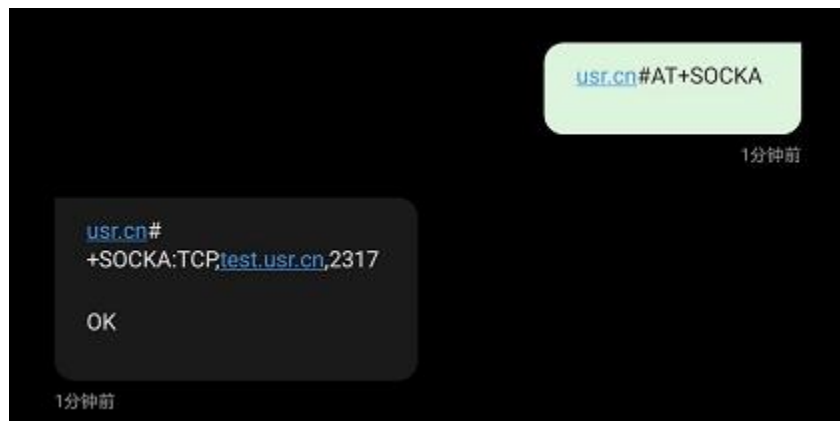 usr.cn#AT+SOCKA
1分钟前
usr.cn#
+SOCKA:TCP,test.usr.cn,2317
OK
1分钟前